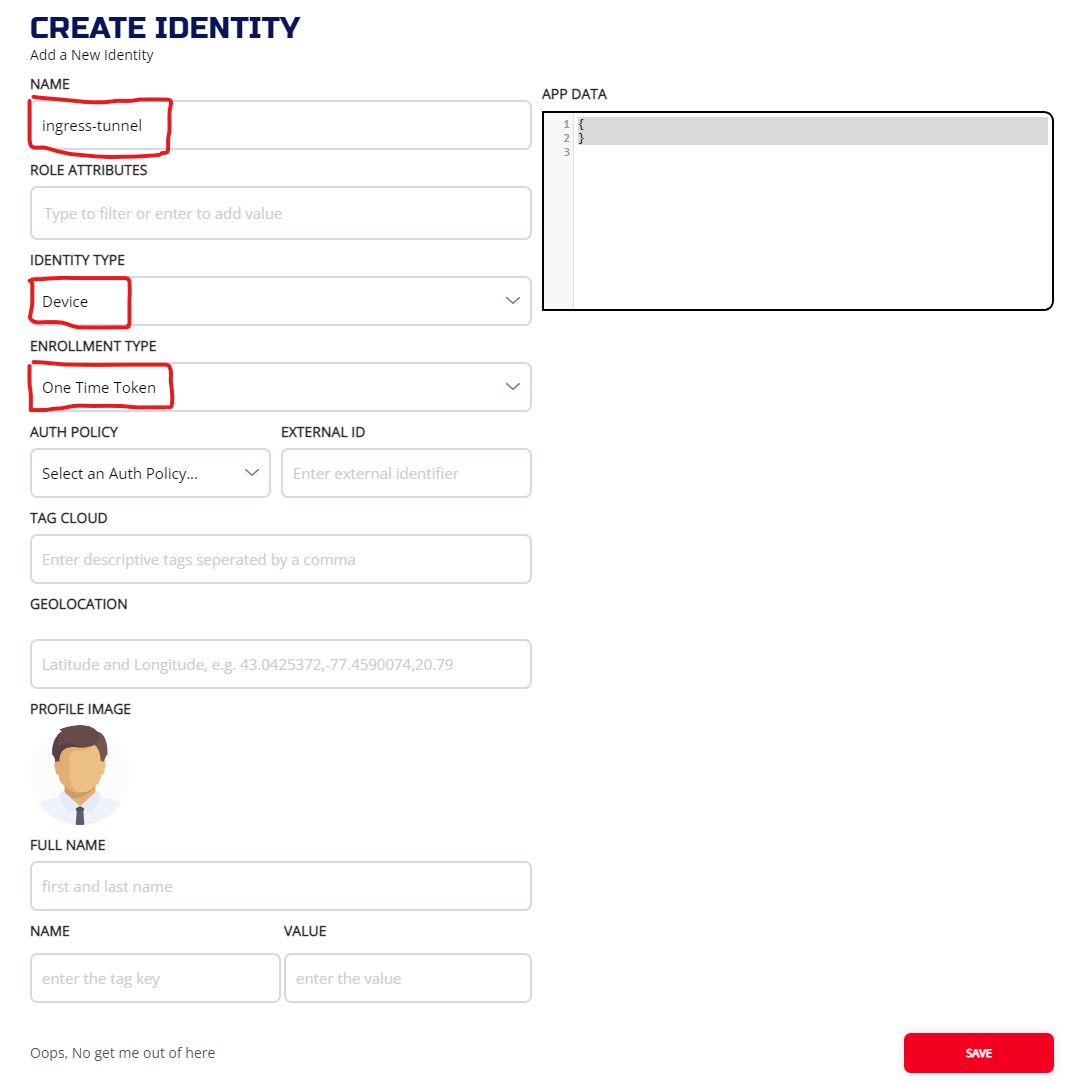 CREATE IDENTITY
Add a New Identity
NAME
ingress-tunnel
ROLE ATTRIBUTES
Type to filter or enter to add value
IDENTITY TYPE
Device
ENROLLMENT TYPE
One Time Token
AUTH POLICY EXTERNAL ID
Select an Auth Policy... Enter external identifier
TAG CLOUD
Enter descriptive tags seperated by a comma
GEOLOCATION
Latitude and Longitude, e.g. 43.0425372,-77.4590074,20.79
PROFILE IMAGE
FULL NAME
first and last name
NAME VALUE
enter the tag key enter the value
Oops, No get me out of here
APP DATA
1 {
2 }
3
SAVE